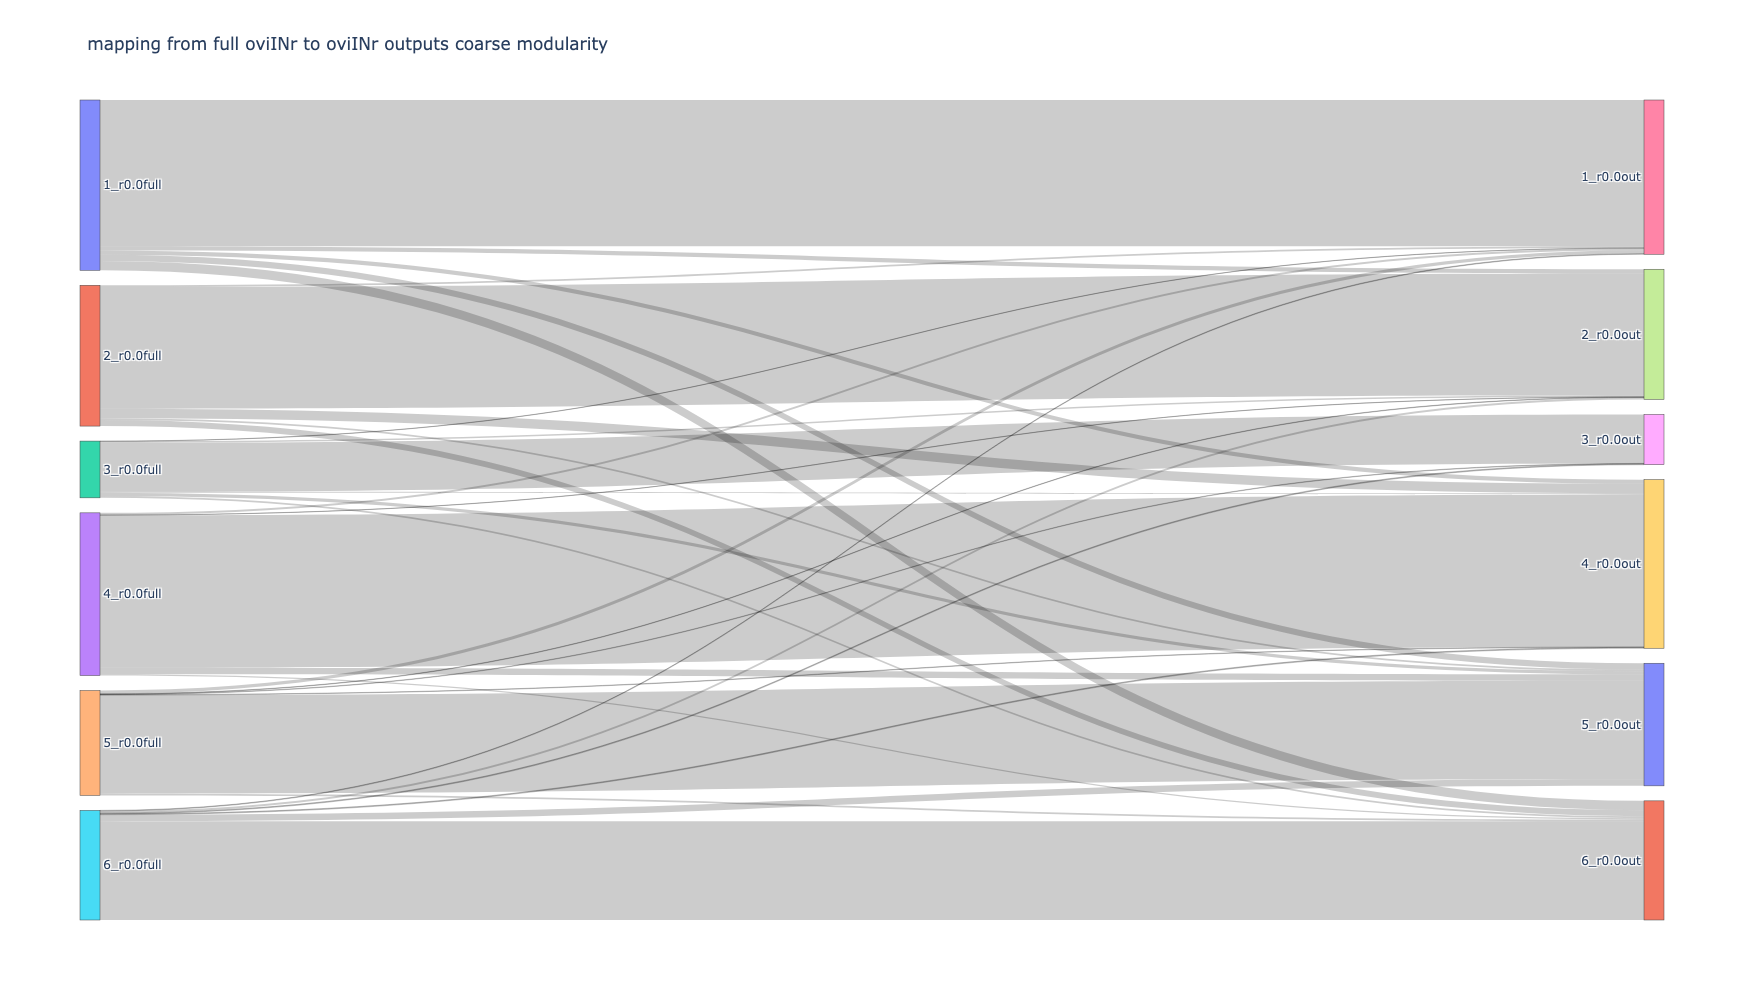 mapping from full oviINr to oviINr outputs coarse modularity
1_r0.0full
2_r0.0full
3_r0.0full
4_r0.0full
5_r0.0full
6_r0.0full
1_r0.0out
2_r0.0out
3_r0.0out
4_r0.0out
5_r0.0out
6_r0.0out